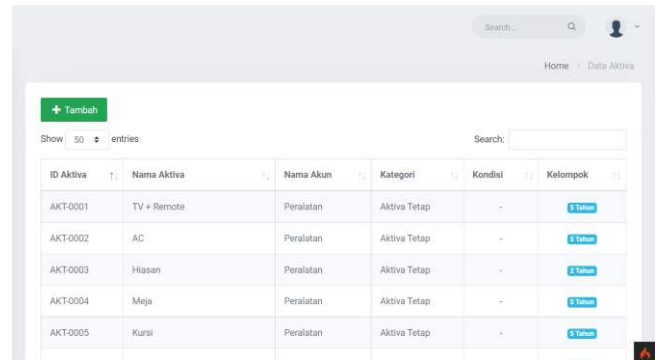 Search...
Home / Data Aktiva
+ Tambah
Show 50 entries Search:
ID Aktiva Nama Aktiva Nama Akun Kategori Kondisi Kelompok
AKT-0001 TV + Remote Peralatan Aktiva Tetap - 5 Tahun
AKT-0002 AC Peralatan Aktiva Tetap - 5 Tahun
AKT-0003 Hiasan Peralatan Aktiva Tetap - 2 Tahun
AKT-0004 Meja Peralatan Aktiva Tetap - 5 Tahun
AKT-0005 Kursi Peralatan Aktiva Tetap - 5 Tahun